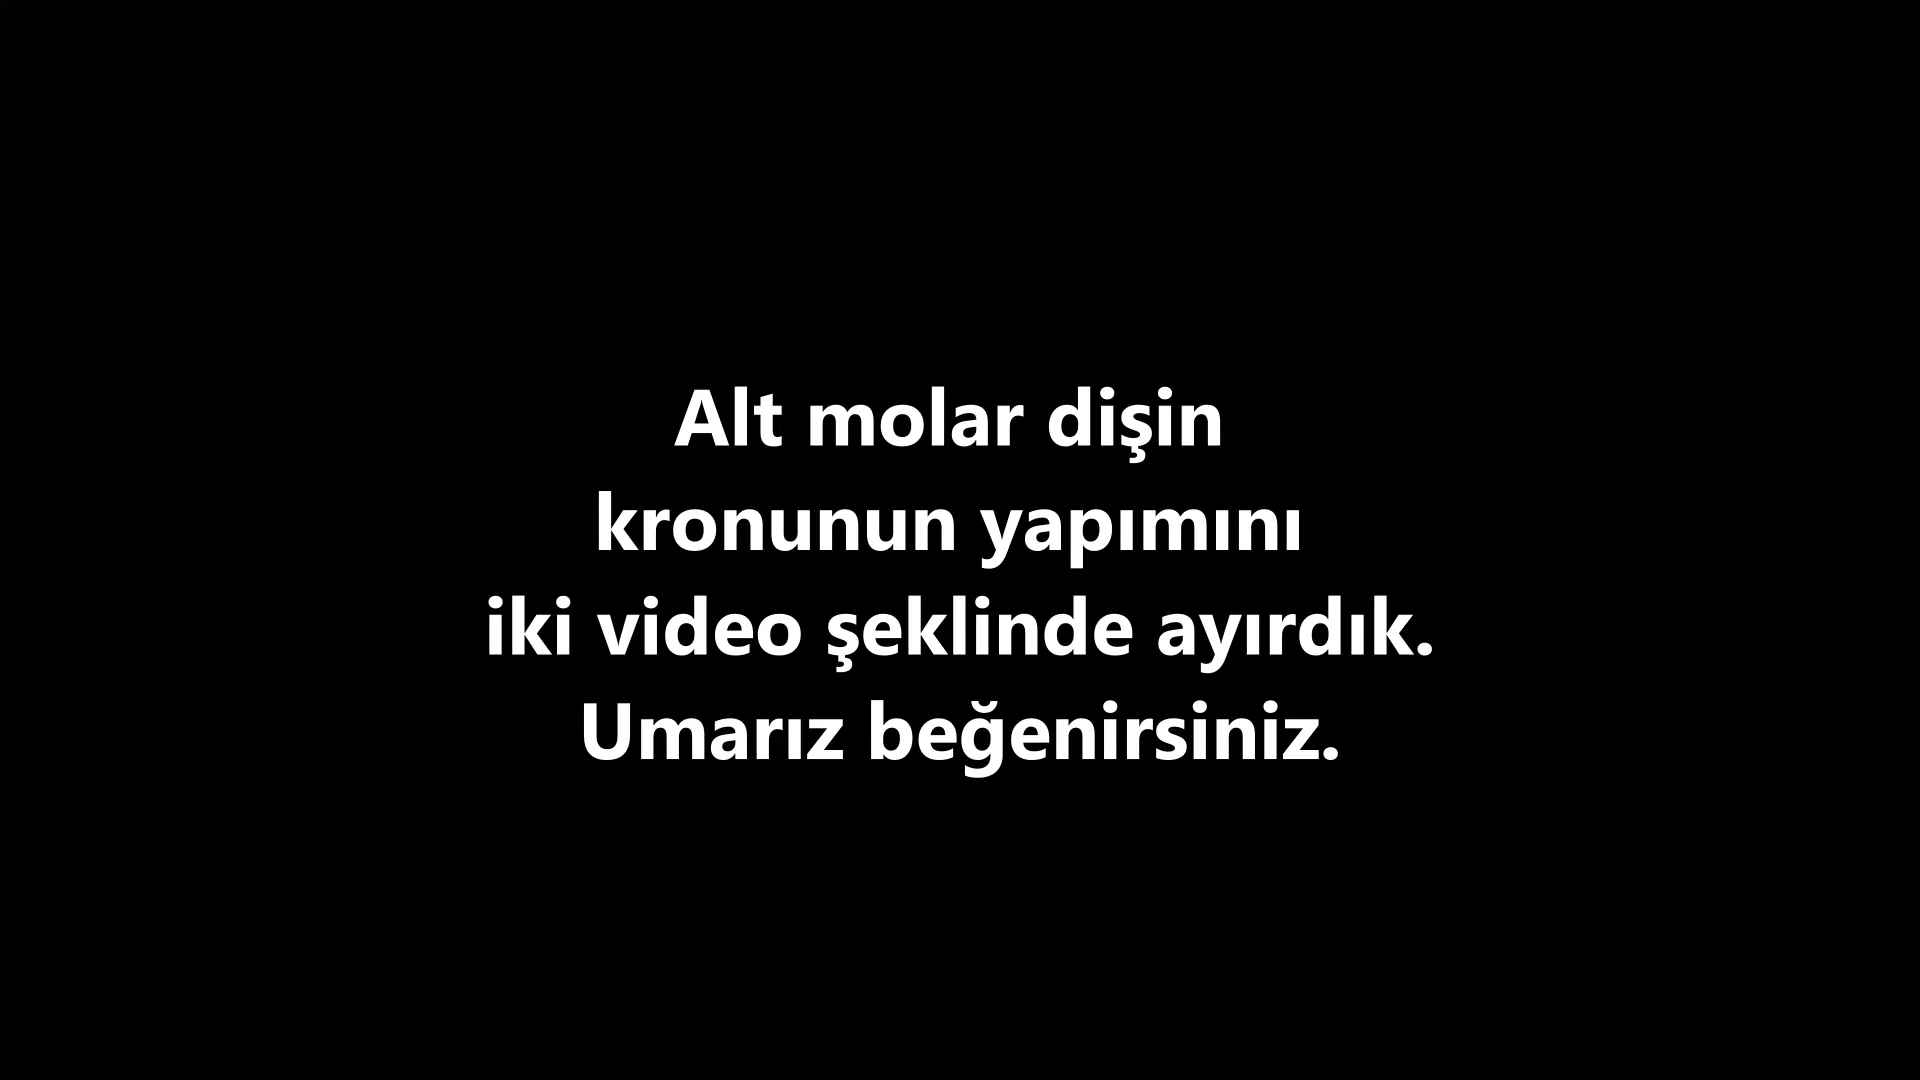 Alt molar dişin
kronunun yapımını
iki video şeklinde ayırdık.
Umarız beğenirsiniz.